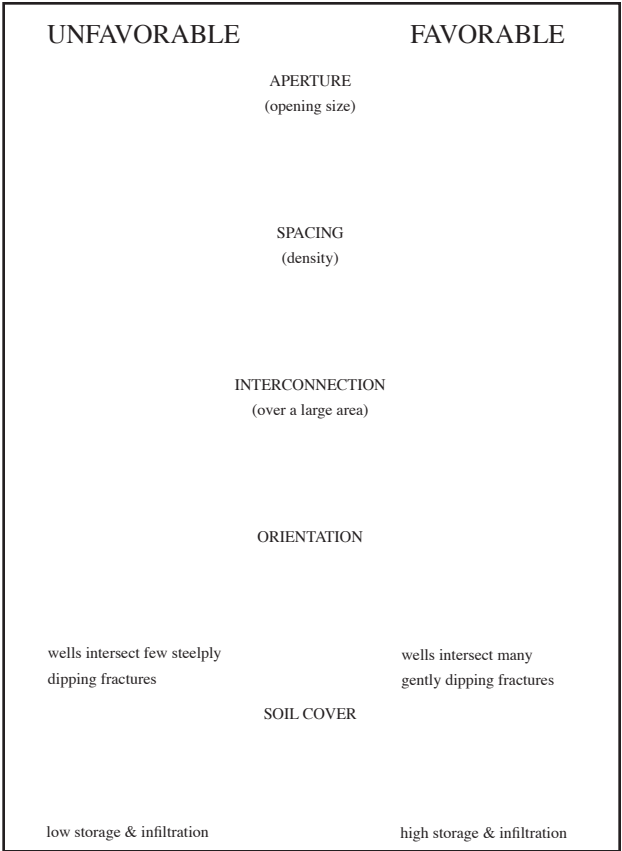 UNFAVORABLE FAVORABLE
APERTURE
(opening size)
SPACING
(density)
INTERCONNECTION
(over a large area)
ORIENTATION
wells intersect few steelply
dipping fractures
wells intersect many
gently dipping fractures
SOIL COVER
low storage & infiltration
high storage & infiltration